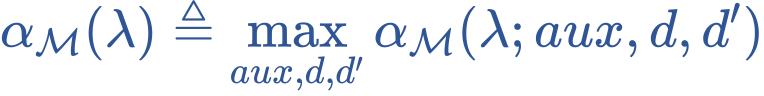 α_ℳ(λ) ≜ max_{aux,d,d′} α_ℳ(λ; aux, d, d′)